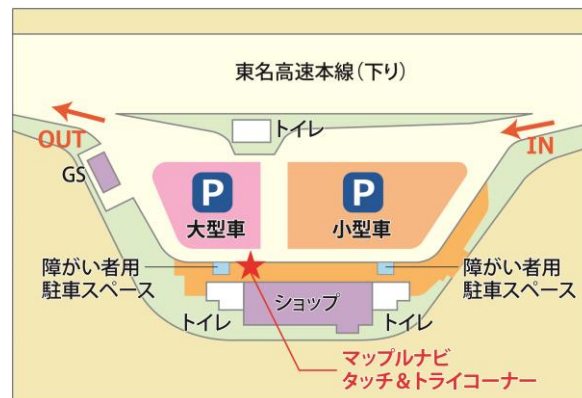 東名高速本線(下り)
トイレ
OUT
IN
GS
P
大型車
P
小型車
障がい者用
駐車スペース
障がい者用
駐車スペース
ショップ
トイレ
トイレ
マップルナビ
タッチ&トライコーナー